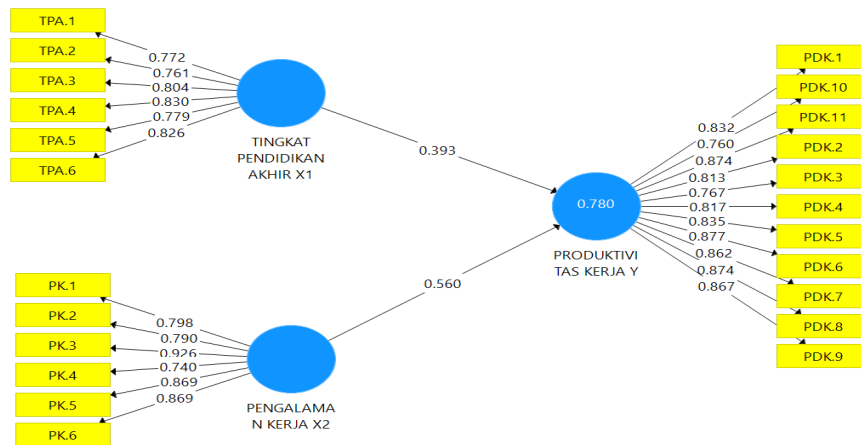 TPA.1
TPA.2
TPA.3
TPA.4
TPA.5
TPA.6
0.772
0.761
0.804
0.830
0.779
0.826
TINGKAT
PENDIDIKAN
AKHIR X1
0.393
PK.1
PK.2
PK.3
PK.4
PK.5
PK.6
0.798
0.790
0.926
0.740
0.869
0.869
PENGALAMA
N KERJA X2
0.560
0.780
PRODUKTIVI
TAS KERJA Y
0.832
0.760
0.874
0.813
0.767
0.817
0.835
0.877
0.862
0.874
0.867
PDK.1
PDK.10
PDK.11
PDK.2
PDK.3
PDK.4
PDK.5
PDK.6
PDK.7
PDK.8
PDK.9